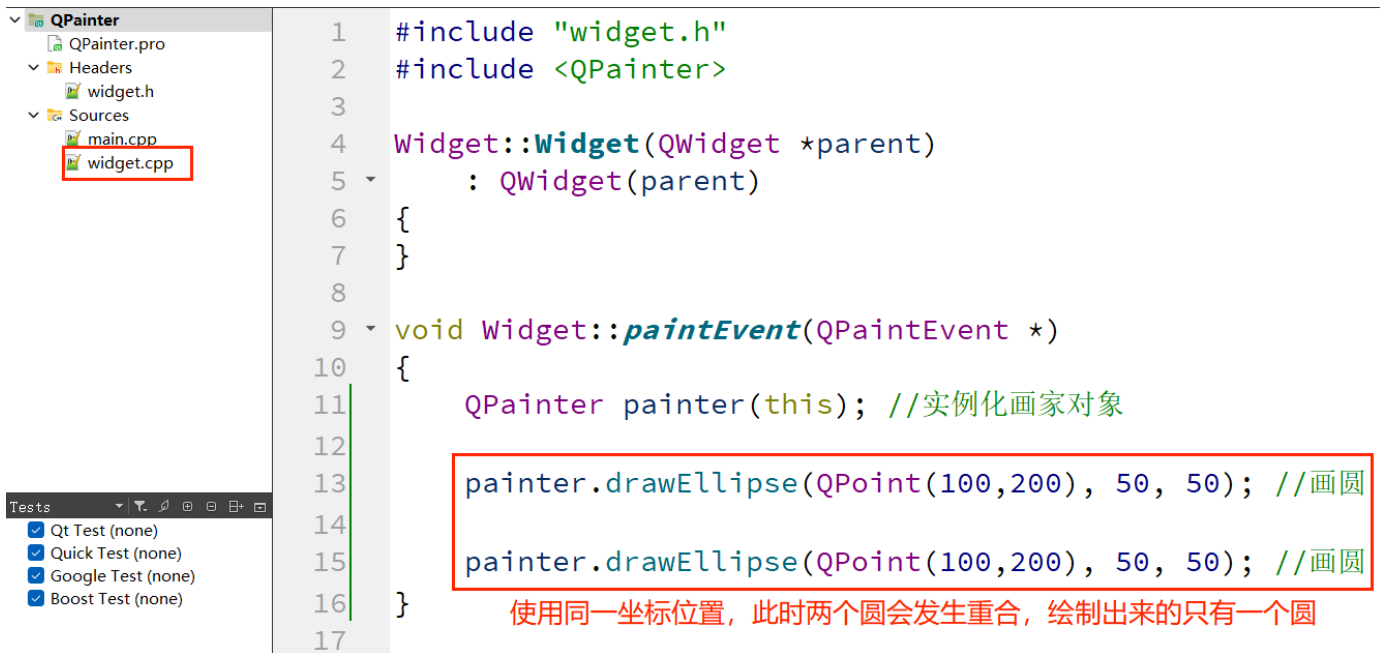 QPainter
QPainter.pro
Headers
widget.h
Sources
main.cpp
widget.cpp
Tests
Qt Test (none)
Quick Test (none)
Google Test (none)
Boost Test (none)
1 #include "widget.h"
2 #include <QPainter>
3
4 Widget::Widget(QWidget *parent)
5 : QWidget(parent)
6 {
7 }
8
9 void Widget::paintEvent(QPaintEvent *)
10 {
11 QPainter painter(this); //实例化画家对象
12
13 painter.drawEllipse(QPoint(100,200), 50, 50); //画圆
14
15 painter.drawEllipse(QPoint(100,200), 50, 50); //画圆
16 }
使用同一坐标位置，此时两个圆会发生重合，绘制出来的只有一个圆
17